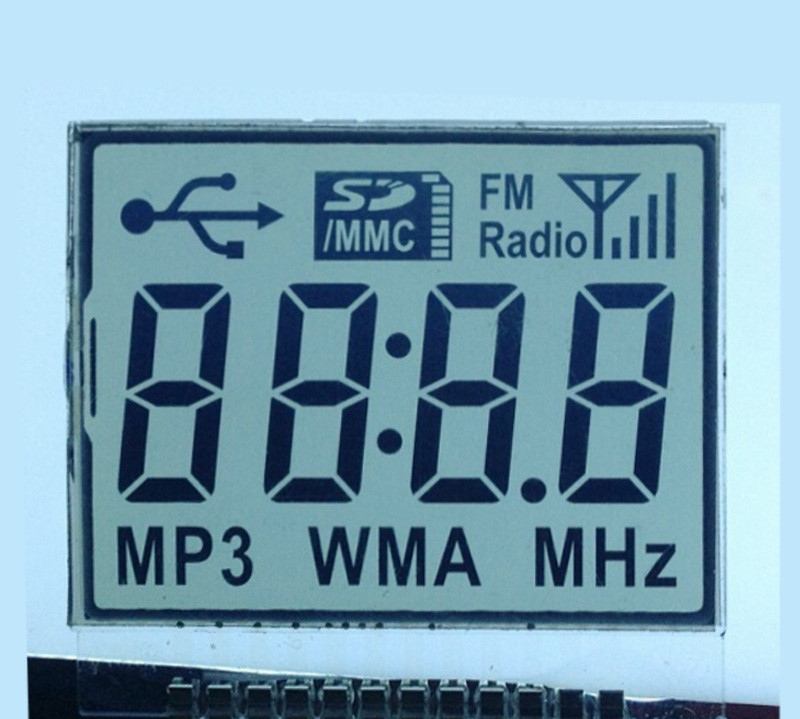 SD FM
/MMC Radio
88:8.8
MP3 WMA MHz